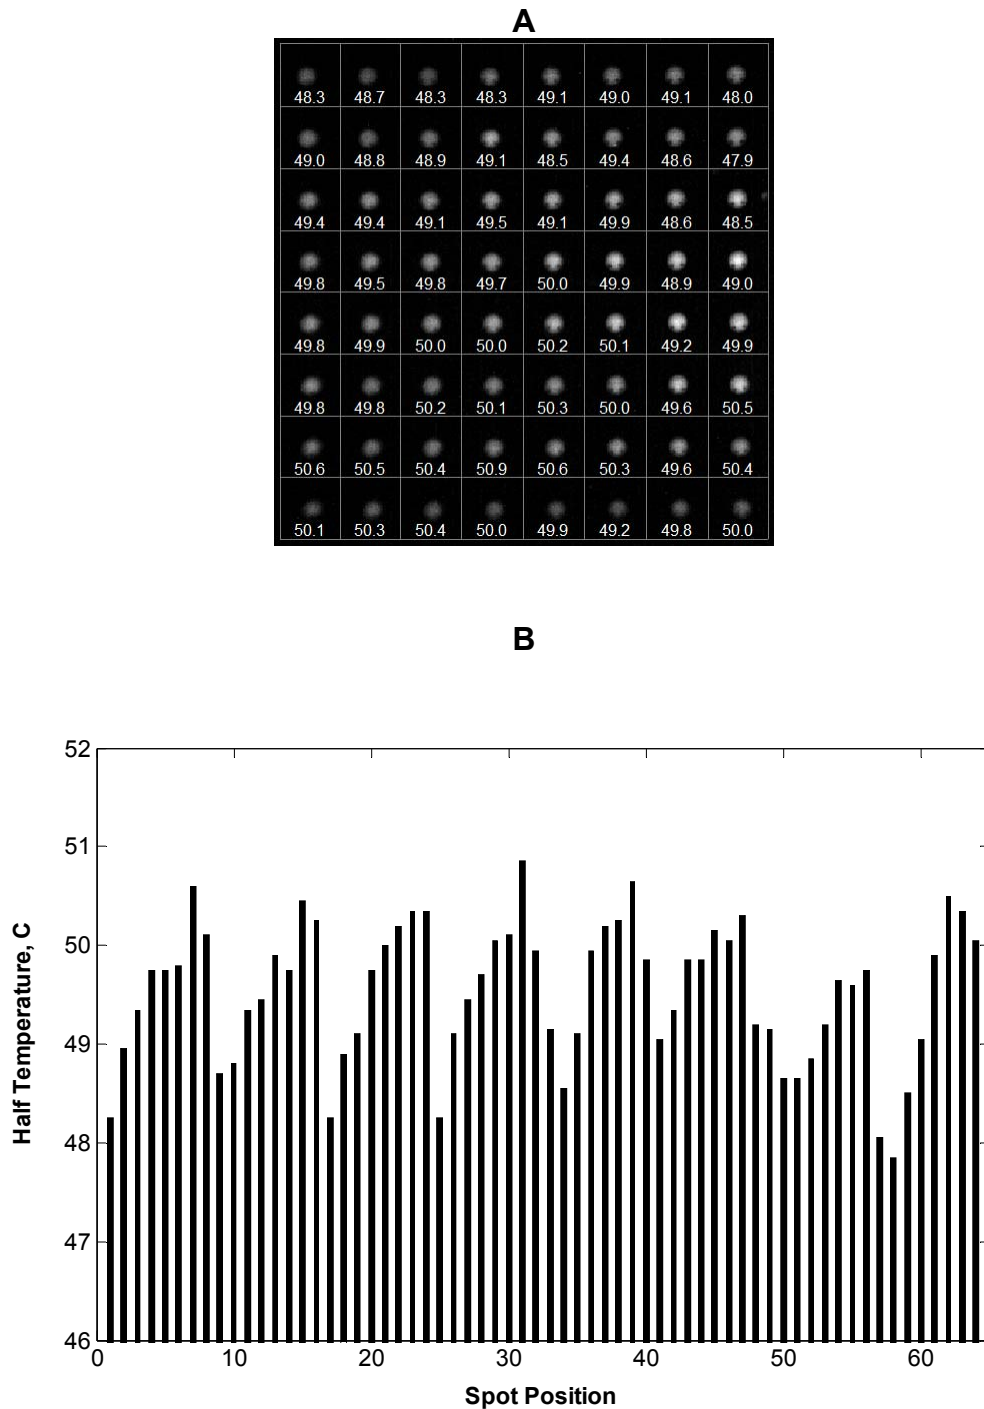 A
48.3 48.7 48.3 48.3 49.1 49.0 49.1 48.0
49.0 48.8 48.9 49.1 48.5 49.4 48.6 47.9
49.4 49.4 49.1 49.5 49.1 49.9 48.6 48.5
49.8 49.5 49.8 49.7 50.0 49.9 48.9 49.0
49.8 49.9 50.0 50.0 50.2 50.1 49.2 49.9
49.8 49.8 50.2 50.1 50.3 50.0 49.6 50.5
50.6 50.5 50.4 50.9 50.6 50.3 49.6 50.4
50.1 50.3 50.4 50.0 49.9 49.2 49.8 50.0
B
52
51
50
49
48
47
46
Half Temperature, C
0 10 20 30 40 50 60
Spot Position